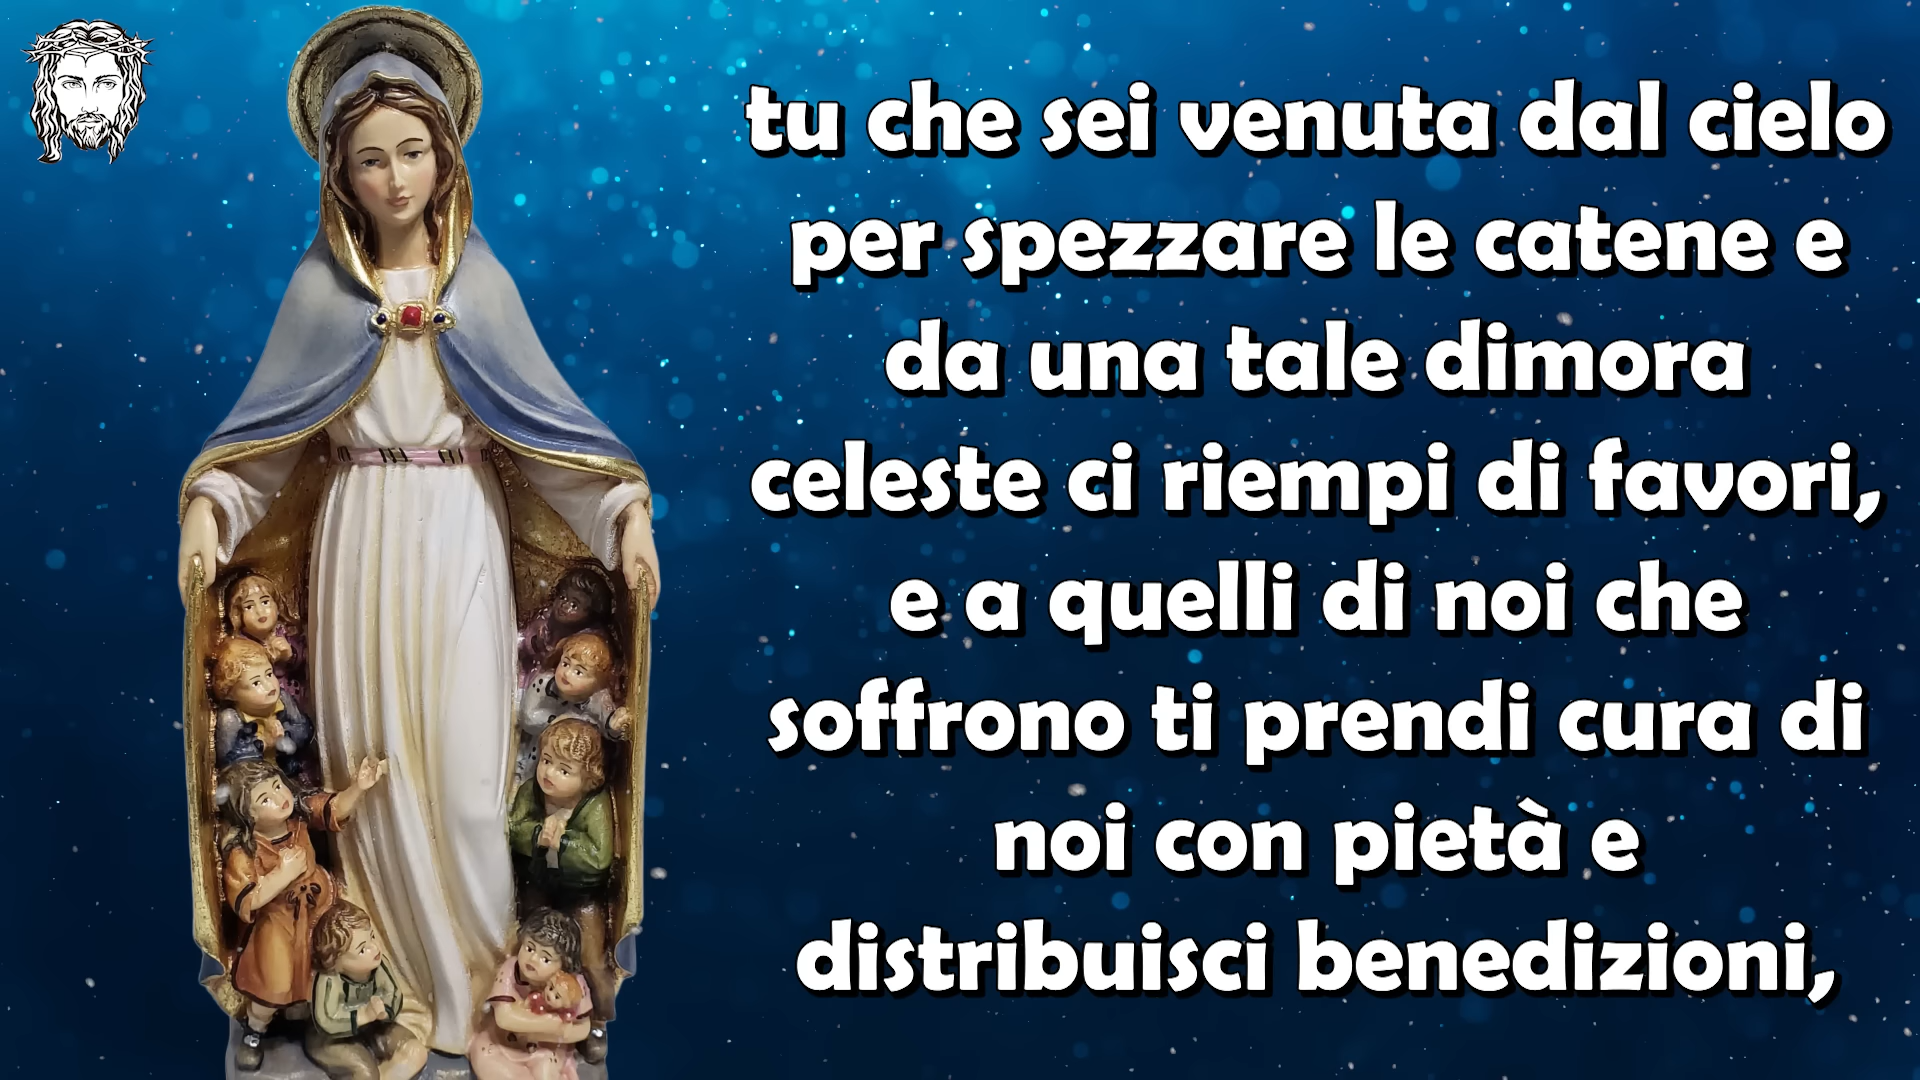 tu che sei venuta dal cielo
per spezzare le catene e
da una tale dimora
celeste ci riempi di favori,
e a quelli di noi che
soffrono ti prendi cura di
noi con pietà e
distribuisci benedizioni,